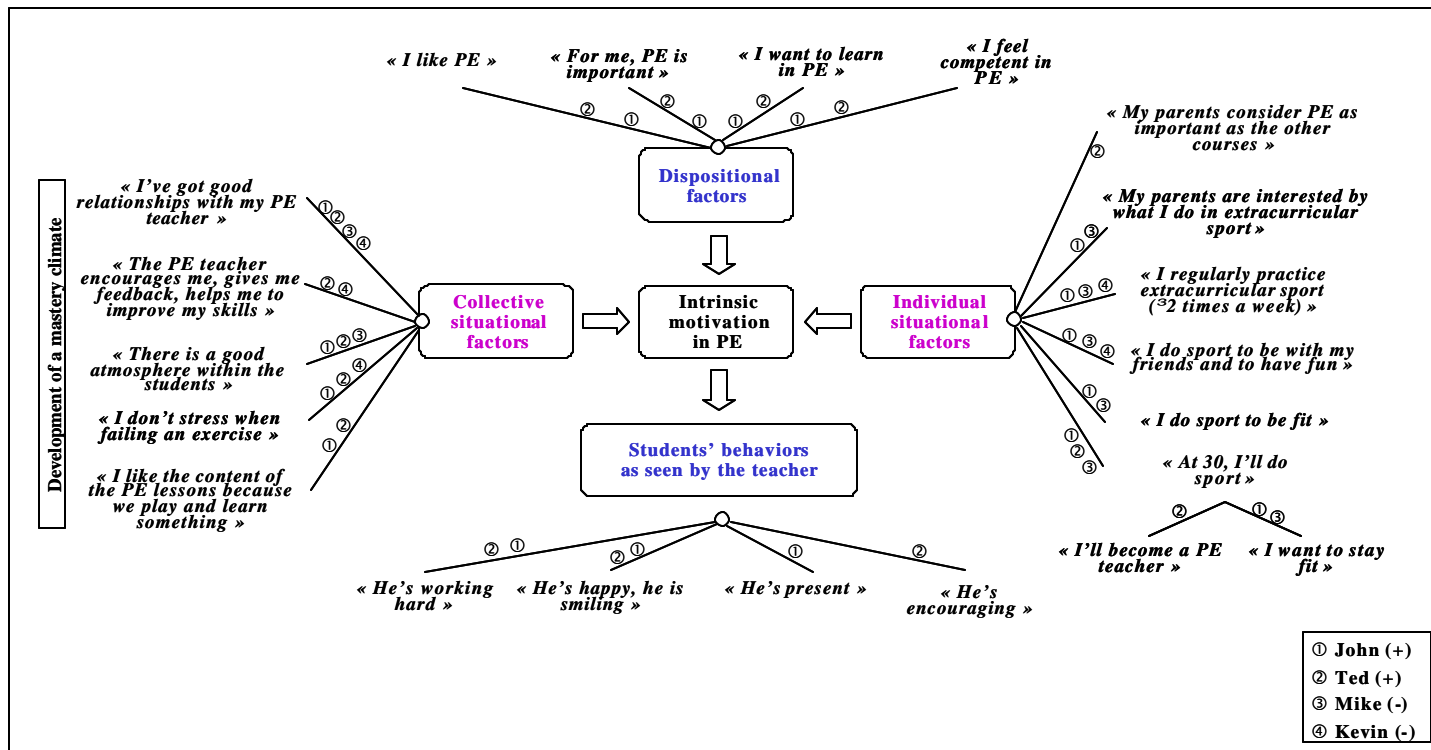 « I like PE »
« For me, PE is
important »
« I want to learn
in PE »
« I feel
competent in
PE »
②
①
②
①
①
②
①
②
Dispositional
factors
« My parents consider PE as
important as the other
courses »
②
« My parents are interested by
what I do in extracurricular
sport »
① ③
« I regularly practice
extracurricular sport
(³2 times a week) »
① ③ ④
« I do sport to be with my
friends and to have fun »
① ③ ④
« I do sport to be fit »
①
③
« At 30, I'll do
sport »
①
②
③
②
①
③
« I'll become a PE
teacher »
« I want to stay
fit »
Individual
situational
factors
Development of a mastery climate
« I've got good
relationships with my PE
teacher »
①
②
③
④
« The PE teacher
encourages me, gives me
feedback, helps me to
improve my skills »
② ④
« There is a good
atmosphere within the
students »
① ② ③
« I don't stress when
failing an exercise »
① ② ④
« I like the content of
the PE lessons because
we play and learn
something »
① ②
Collective
situational
factors
Intrinsic
motivation
in PE
Students' behaviors
as seen by the teacher
② ①
② ①
①
②
« He's working
hard »
« He's happy, he is
smiling »
« He's present »
« He's
encouraging »
① John (+)
② Ted (+)
③ Mike (-)
④ Kevin (-)